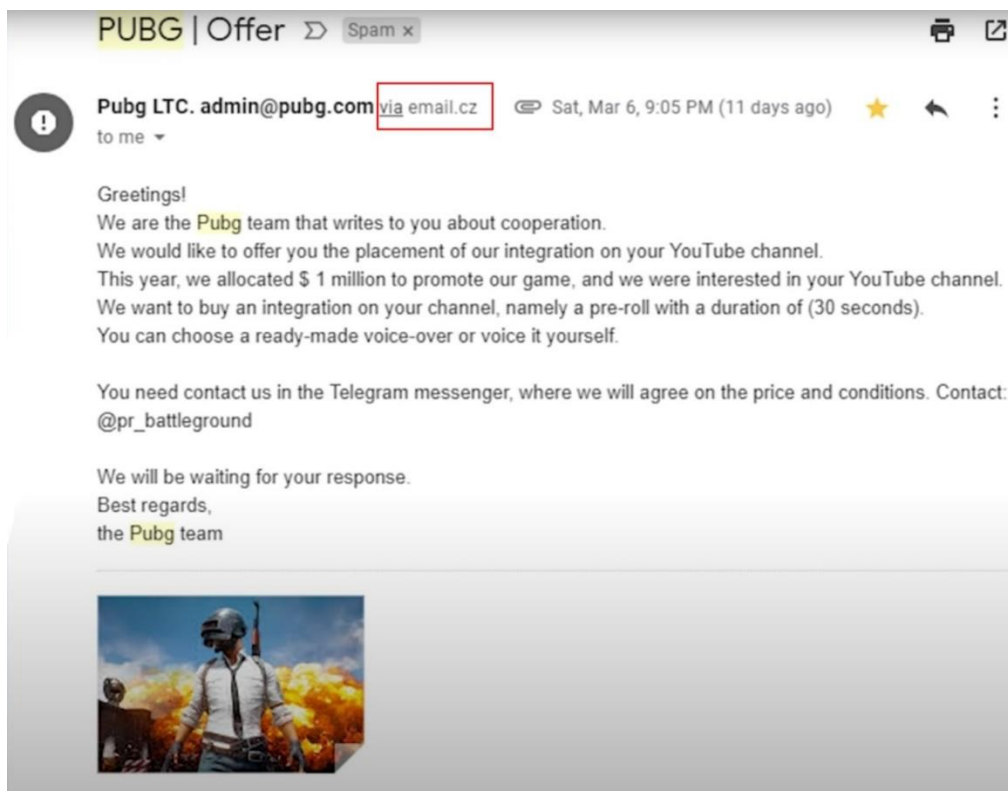 PUBG | Offer Spam ×
Pubg LTC. admin@pubg.com via email.cz Sat, Mar 6, 9:05 PM (11 days ago)
to me
Greetings!
We are the Pubg team that writes to you about cooperation.
We would like to offer you the placement of our integration on your YouTube channel.
This year, we allocated $ 1 million to promote our game, and we were interested in your YouTube channel.
We want to buy an integration on your channel, namely a pre-roll with a duration of (30 seconds).
You can choose a ready-made voice-over or voice it yourself.
You need contact us in the Telegram messenger, where we will agree on the price and conditions. Contact:
@pr_battleground
We will be waiting for your response.
Best regards,
the Pubg team